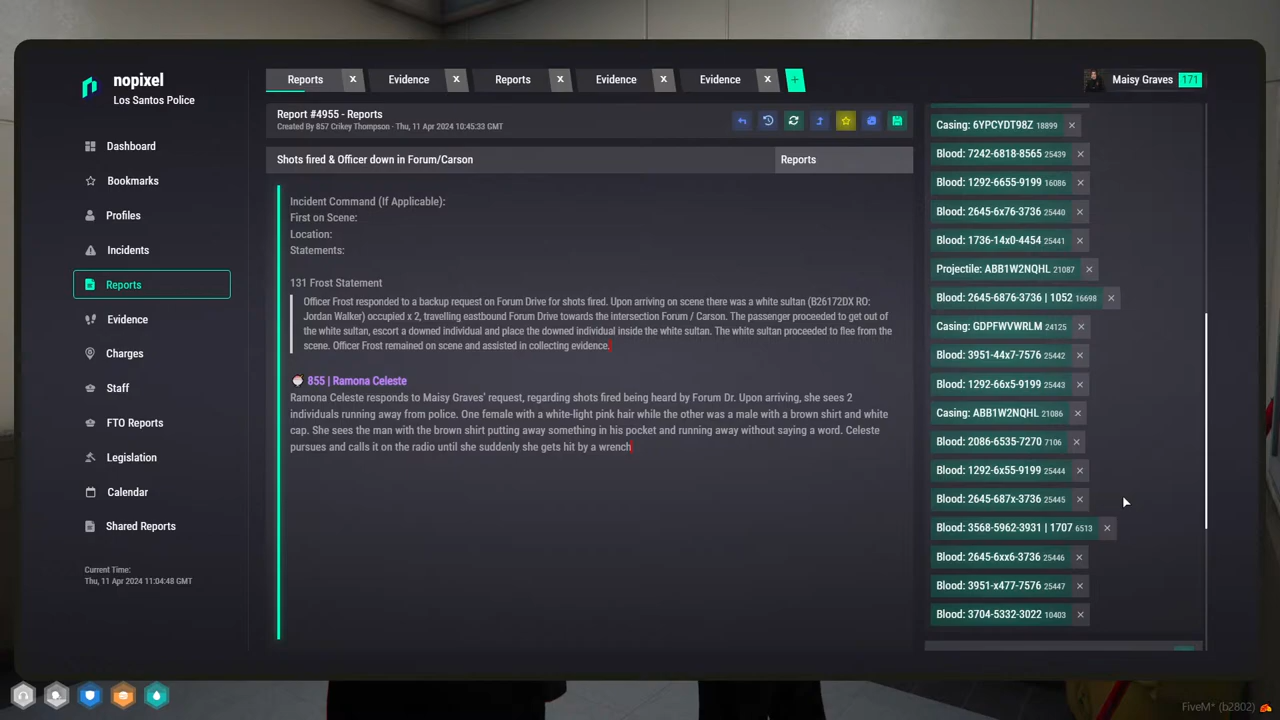 nopixel
Los Santos Police
Dashboard
Bookmarks
Profiles
Incidents
Reports
Evidence
Charges
Staff
FTO Reports
Legislation
Calendar
Shared Reports
Current Time:
Thu, 11 Apr 2024 11:04:48 GMT
Reports x Evidence x Reports x Evidence x Evidence x +
Maisy Graves 171
Report #4955 - Reports
Created By 857 Crikey Thompson - Thu, 11 Apr 2024 10:45:33 GMT
Shots fired & Officer down in Forum/Carson
Reports
Incident Command (If Applicable):
First on Scene:
Location:
Statements:
131 Frost Statement
Officer Frost responded to a backup request on Forum Drive for shots fired. Upon arriving on scene there was a white sultan (B26172DX RO:
Jordan Walker) occupied x 2, travelling eastbound Forum Drive towards the intersection Forum / Carson. The passenger proceeded to get out of
the white sultan, escort a downed individual and place the downed individual inside the white sultan. The white sultan proceeded to flee from the
scene. Officer Frost remained on scene and assisted in collecting evidence.
855 | Ramona Celeste
Ramona Celeste responds to Maisy Graves' request, regarding shots fired being heard by Forum Dr. Upon arriving, she sees 2
individuals running away from police. One female with a white-light pink hair while the other was a male with a brown shirt and white
cap. She sees the man with the brown shirt putting away something in his pocket and running away without saying a word. Celeste
pursues and calls it on the radio until she suddenly she gets hit by a wrench
Casing: 6YPCYDT98Z 18899 x
Blood: 7242-6818-8565 25439 x
Blood: 1292-6655-9199 16086 x
Blood: 2645-6x76-3736 25440 x
Blood: 1736-14x0-4454 25441 x
Projectile: ABB1W2NQHL 21087 x
Blood: 2645-6876-3736 | 1052 16698 x
Casing: GDPFWVWRLM 24125 x
Blood: 3951-44x7-7576 25442 x
Blood: 1292-66x5-9199 25443 x
Casing: ABB1W2NQHL 21086 x
Blood: 2086-6535-7270 7106 x
Blood: 1292-6x55-9199 25444 x
Blood: 2645-687x-3736 25445 x
Blood: 3568-5962-3931 | 1707 6513 x
Blood: 2645-6xx6-3736 25446 x
Blood: 3951-x477-7576 25447 x
Blood: 3704-5332-3022 10403 x
FiveM* (b2802)